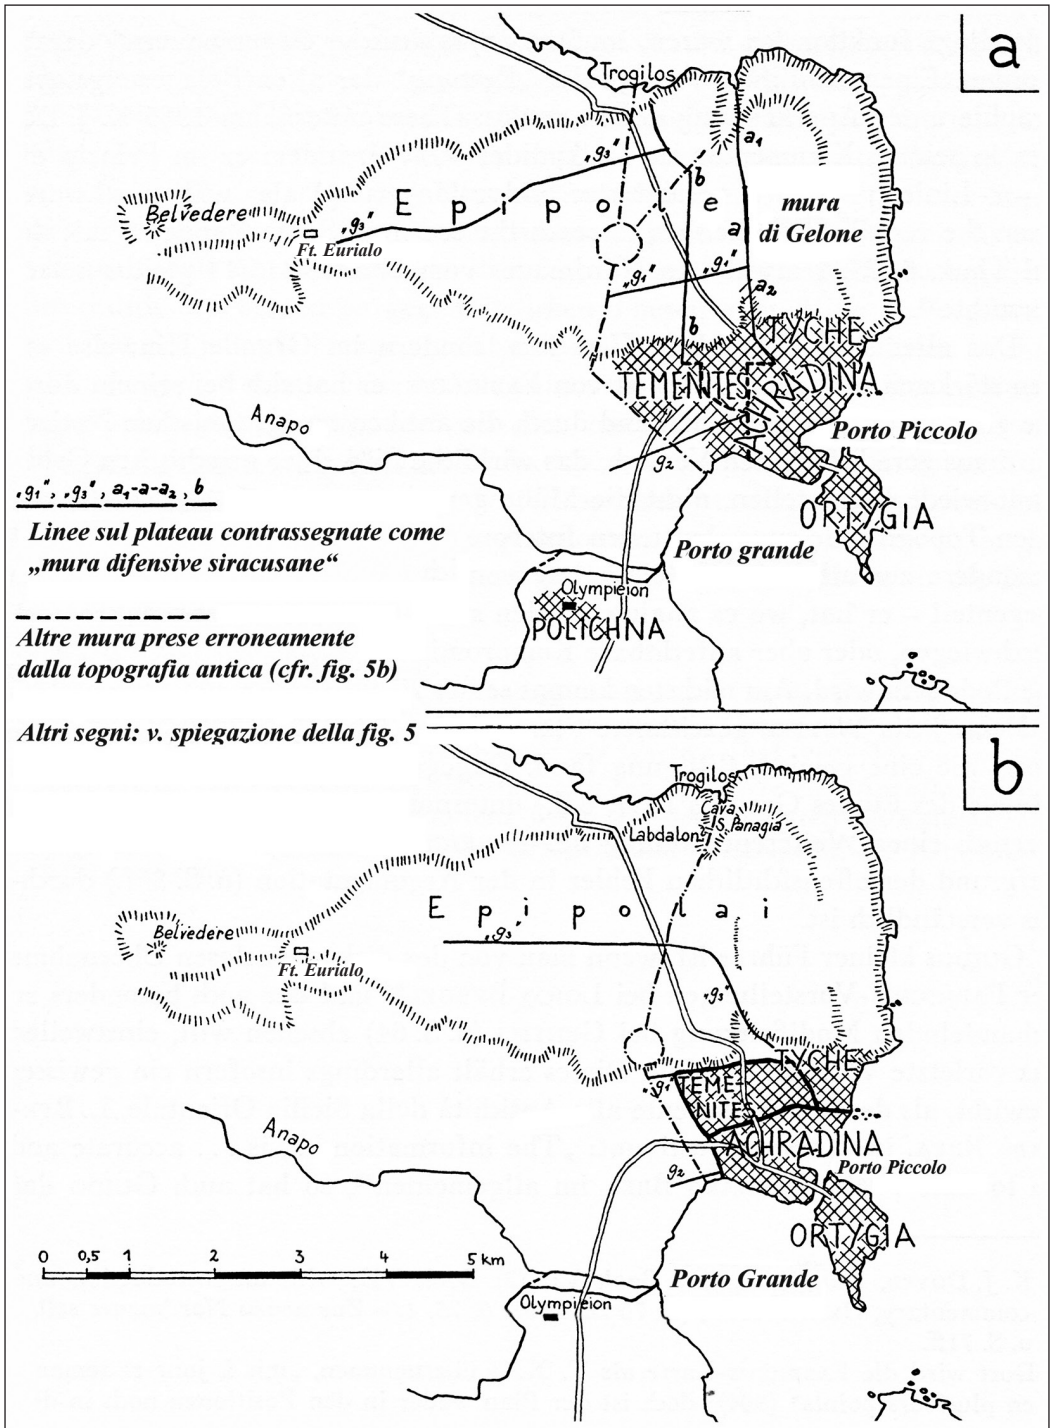 a
Trogilos
a1
„g3"
b
Epipole
mura
di Gelone
Belvedere
a
„g3"
Ft. Eurialo
„g1"
„g1"
a2
b
TYCHE
TEMENITES
ACHRADINA
Anapo
Porto Piccolo
g2
„g1", „g3", a1-a-a2, b
ORTYGIA
Linee sul plateau contrassegnate come
„mura difensive siracusane“
Porto grande
Olympieion
POLICHNA
Altre mura prese erroneamente
dalla topografia antica (cfr. fig. 5b)
Altri segni: v. spiegazione della fig. 5
b
Trogilos
Cava
S. Panagia
Labdalon
Epipolai
„g3"
Belvedere
Ft. Eurialo
„g3"
TYCHE
„g1"
TEME-
NITES
Anapo
ACHRADINA
Porto Piccolo
g2
ORTYGIA
0 0,5 1 2 3 4 5 km
Porto Grande
Olympieion